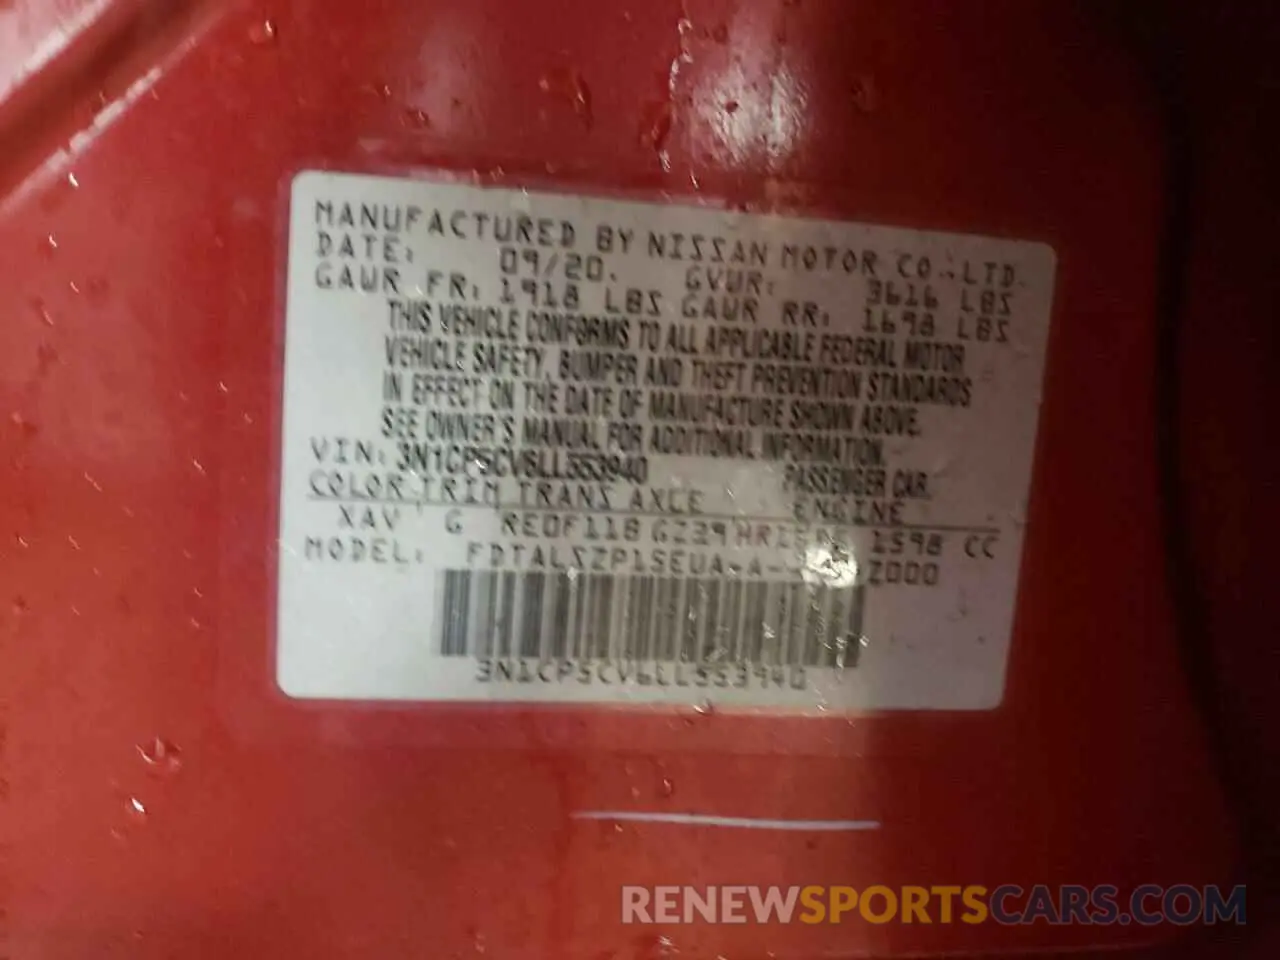 MANUFACTURED BY NISSAN MOTOR CO.,LTD.
DATE: 09/20. GVWR: 3616 LBS
GAWR FR: 1918 LBS GAWR RR: 1698 LBS
THIS VEHICLE CONFORMS TO ALL APPLICABLE FEDERAL MOTOR
VEHICLE SAFETY, BUMPER AND THEFT PREVENTION STANDARDS
IN EFFECT ON THE DATE OF MANUFACTURE SHOWN ABOVE.
SEE OWNER'S MANUAL FOR ADDITIONAL INFORMATION.
VIN: 3N1CP5CV6LL553940 PASSENGER CAR
COLOR TRIM TRANS AXLE ENGINE
XAV G RE0F11B GZ39 1598 CC
MODEL:
3N1CP5CV6LL553940
RENEWSPORTSCARS.COM